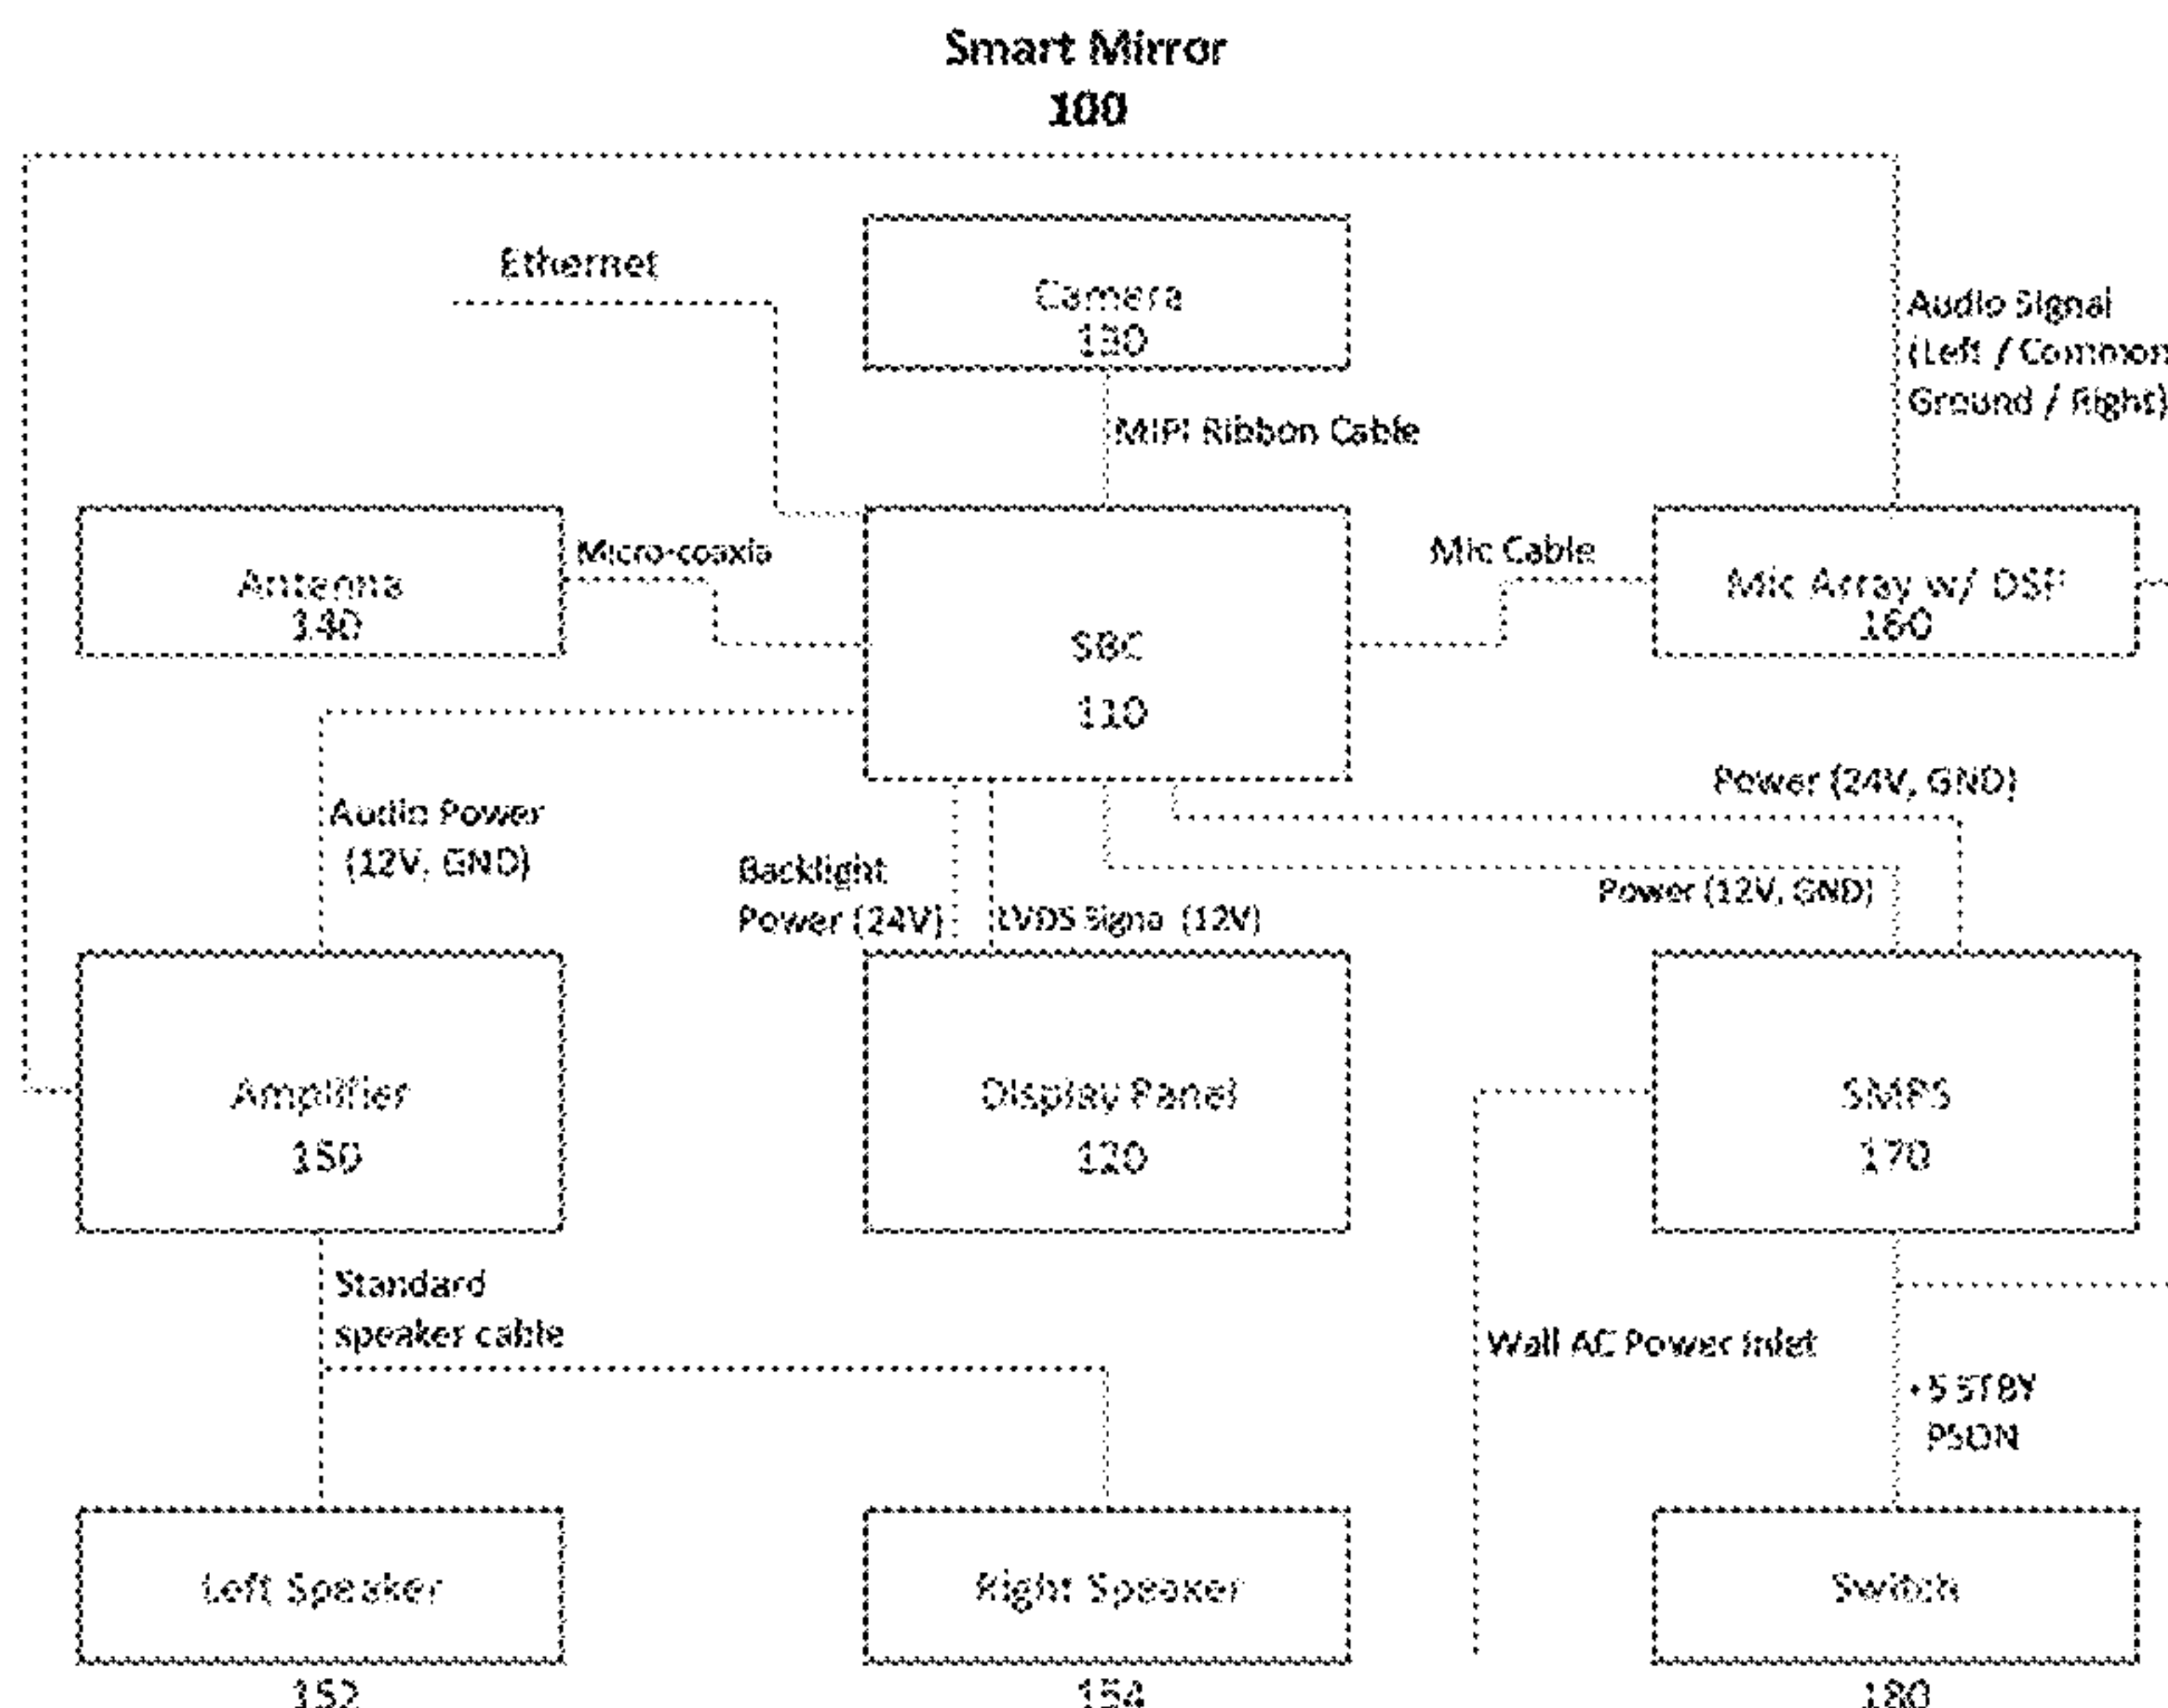 Smart Mirror
100
Ethernet
Camera
130
Audio Signal
(Left / Common
Ground / Right)
MIPI Ribbon Cable
Antenna
140
Micro-coaxia
SBC
110
Mic Cable
Mic Array w/ DSP
160
Audio Power
(12V, GND)
Backlight
Power (24V)
LVDS Signa (12V)
Power (24V, GND)
Power (12V, GND)
Amplifier
150
Display Panel
120
SMPS
170
Standard
speaker cable
Wall AC Power Inlet
+5 STBY
PSON
Left Speaker
152
Right Speaker
154
Switch
180